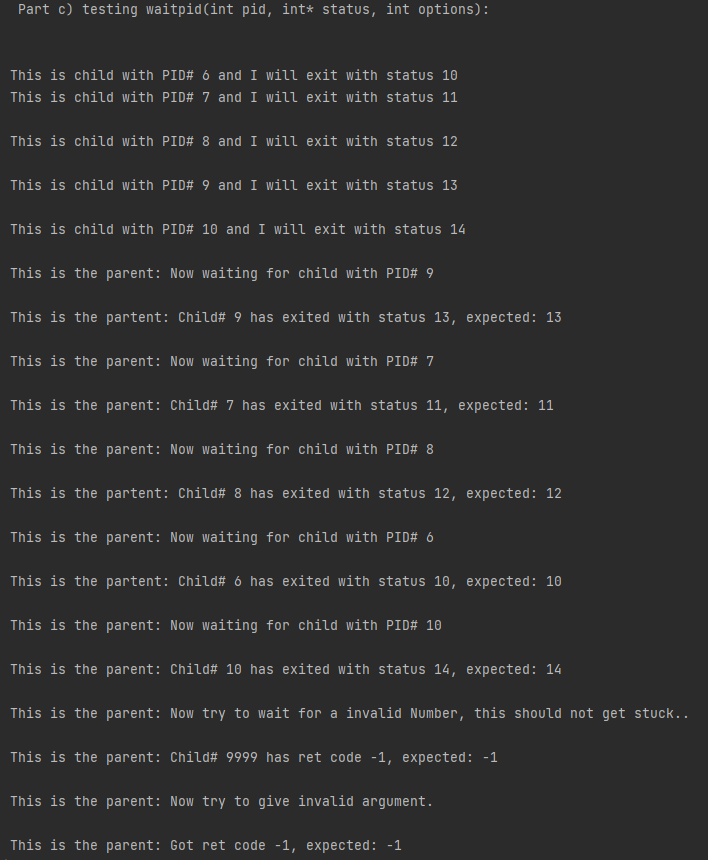 Part c) testing waitpid(int pid, int* status, int options):
This is child with PID# 6 and I will exit with status 10
This is child with PID# 7 and I will exit with status 11
This is child with PID# 8 and I will exit with status 12
This is child with PID# 9 and I will exit with status 13
This is child with PID# 10 and I will exit with status 14
This is the parent: Now waiting for child with PID# 9
This is the partent: Child# 9 has exited with status 13, expected: 13
This is the parent: Now waiting for child with PID# 7
This is the parent: Child# 7 has exited with status 11, expected: 11
This is the parent: Now waiting for child with PID# 8
This is the partent: Child# 8 has exited with status 12, expected: 12
This is the parent: Now waiting for child with PID# 6
This is the partent: Child# 6 has exited with status 10, expected: 10
This is the parent: Now waiting for child with PID# 10
This is the parent: Child# 10 has exited with status 14, expected: 14
This is the parent: Now try to wait for a invalid Number, this should not get stuck..
This is the parent: Child# 9999 has ret code -1, expected: -1
This is the parent: Now try to give invalid argument.
This is the parent: Got ret code -1, expected: -1